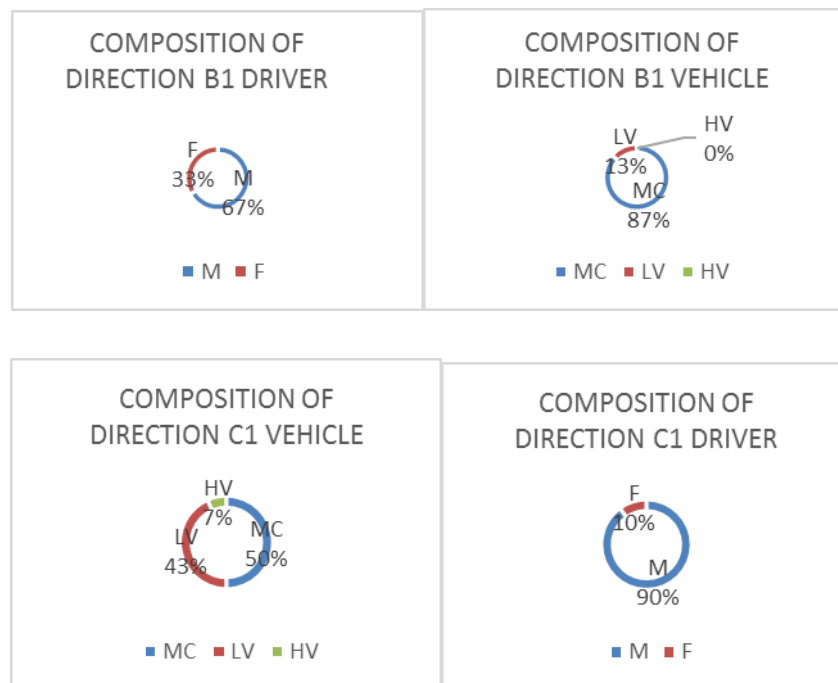 COMPOSITION OF
DIRECTION B1 DRIVER
F
33%
M
67%
M F
COMPOSITION OF
DIRECTION B1 VEHICLE
HV
0%
LV
13%
MC
87%
MC LV HV
COMPOSITION OF
DIRECTION C1 VEHICLE
HV
7%
MC
50%
LV
43%
MC LV HV
COMPOSITION OF
DIRECTION C1 DRIVER
F
10%
M
90%
M F